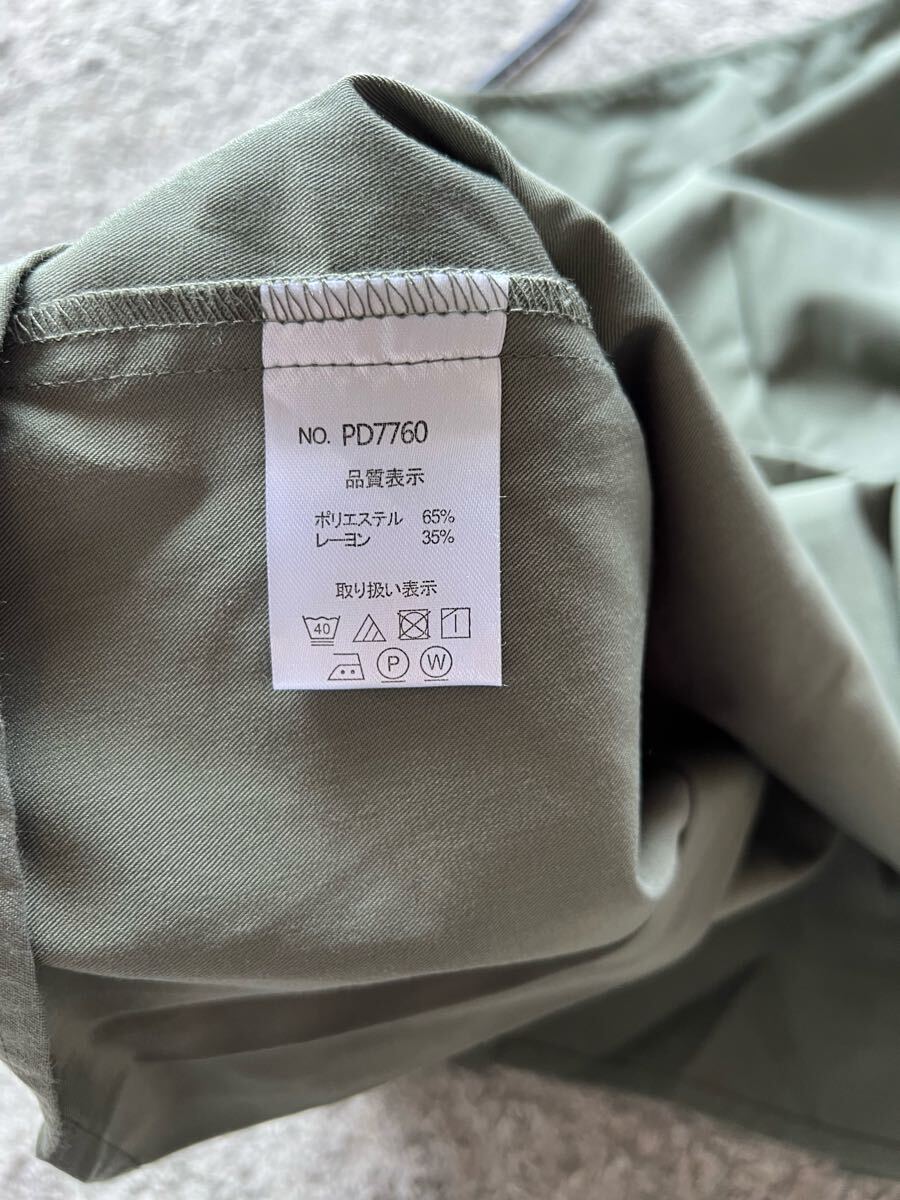 NO. PD7760
品質表示
ポリエステル 65%
レーヨン 35%
取り扱い表示
40
P W